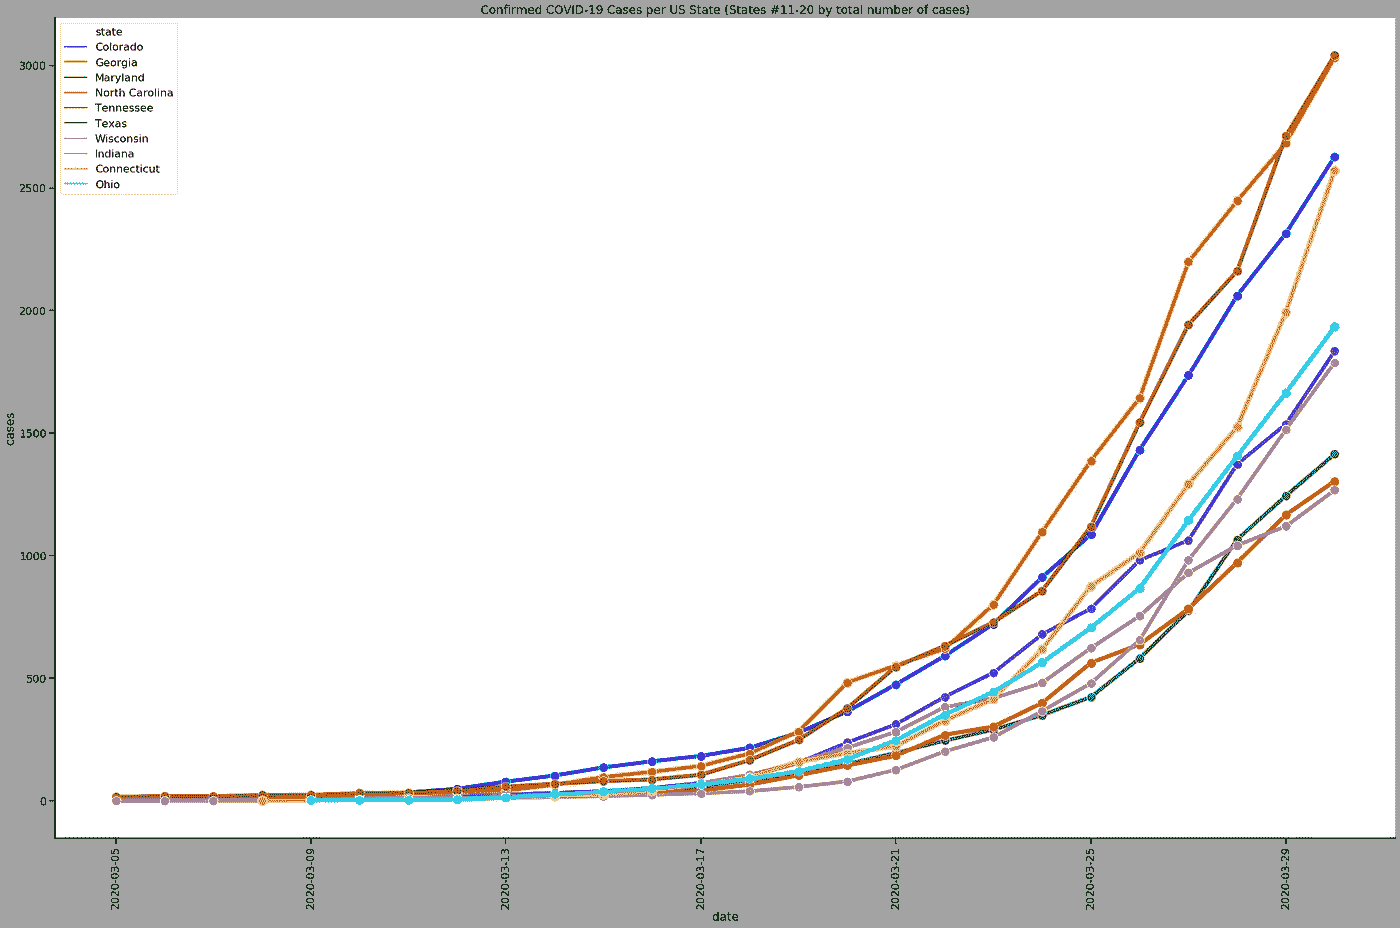 Confirmed COVID-19 Cases per US State (States #11-20 by total number of cases)
state
Colorado
Georgia
Maryland
North Carolina
Tennessee
Texas
Wisconsin
Indiana
Connecticut
Ohio
3000
2500
2000
1500
1000
500
0
cases
2020-03-05
2020-03-09
2020-03-13
2020-03-17
2020-03-21
2020-03-25
2020-03-29
date